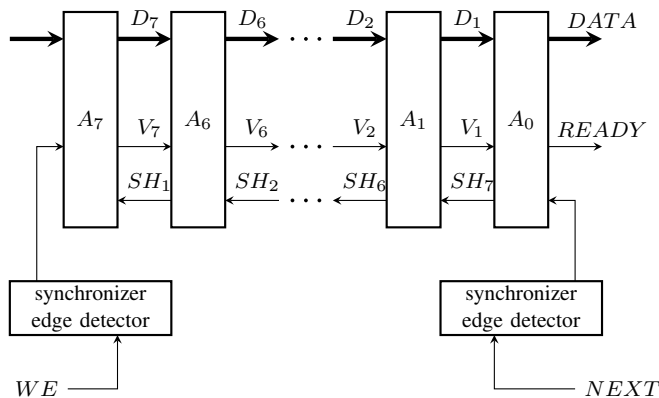 D7 D6 ... D2 D1 DATA
A7 A6 A1 A0
V7 V6 ... V2 V1 READY
SH1 SH2 ... SH6 SH7
synchronizer synchronizer
edge detector edge detector
WE NEXT